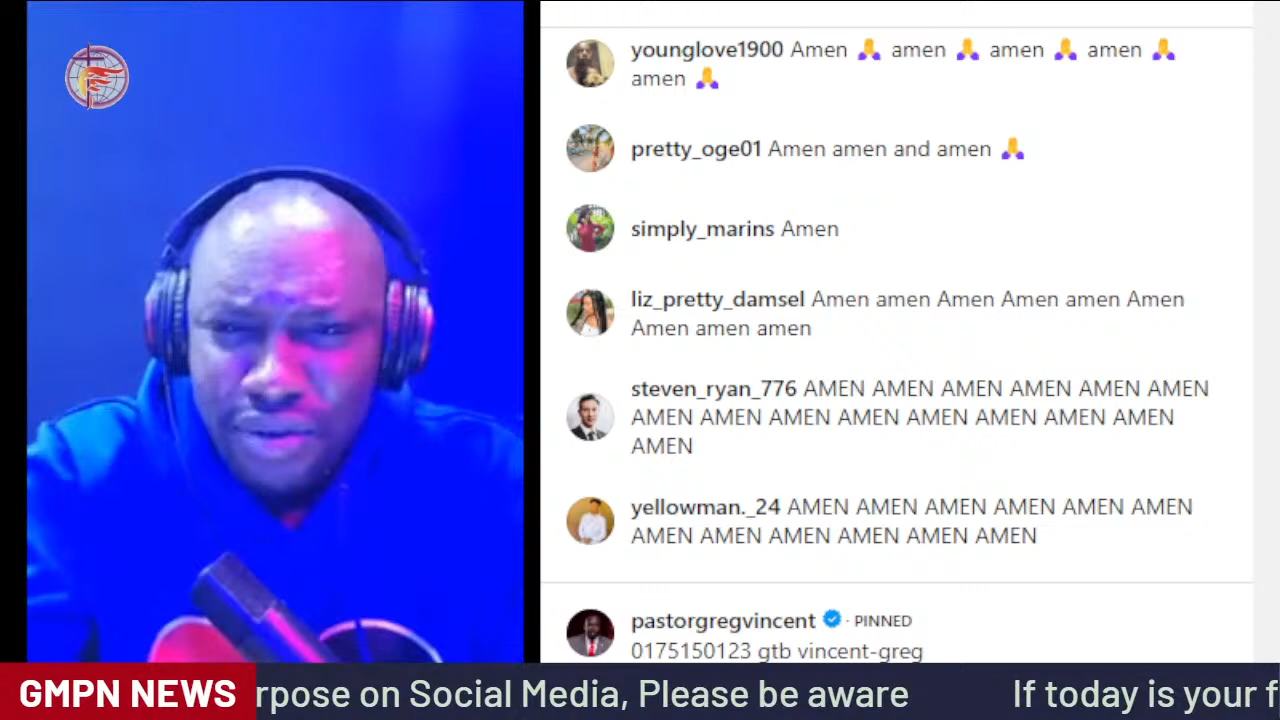 younglove1900 Amen 🙏 amen 🙏 amen 🙏 amen 🙏
amen 🙏
pretty_oge01 Amen amen and amen 🙏
simply_marins Amen
liz_pretty_damsel Amen amen Amen Amen amen Amen
Amen amen amen
steven_ryan_776 AMEN AMEN AMEN AMEN AMEN AMEN
AMEN AMEN AMEN AMEN AMEN AMEN AMEN AMEN
AMEN
yellowman._24 AMEN AMEN AMEN AMEN AMEN AMEN
AMEN AMEN AMEN AMEN AMEN AMEN
pastorgregvincent · PINNED
0175150123 gtb vincent-greg
GMPN NEWS rpose on Social Media, Please be aware If today is your f